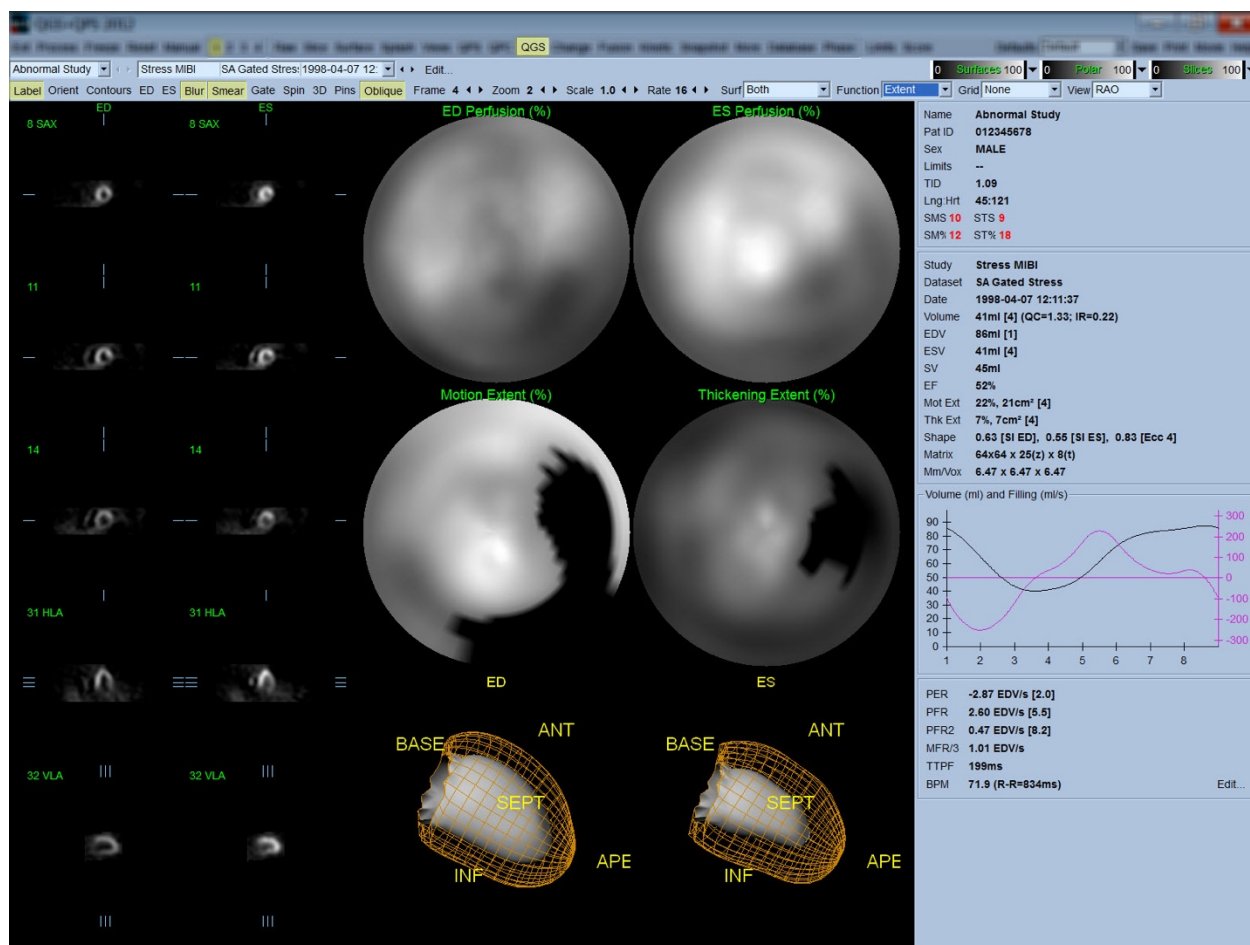 QGS+QPS 2012
QGS
Abnormal Study Stress MIBI SA Gated Stres: 1998-04-07 12: Edit...
0 Surfaces 100 0 Polar 100 0 Slices 100
Label Orient Contours ED ES Blur Smear Gate Spin 3D Pins Oblique Frame 4 Zoom 2 Scale 1.0 Rate 16 Surf Both Function Extent Grid None View RAO
ED ES
8 SAX 8 SAX
11 11
14 14
31 HLA 31 HLA
32 VLA 32 VLA
ED Perfusion (%) ES Perfusion (%)
Motion Extent (%) Thickening Extent (%)
ED ES
BASE ANT SEPT INF APE
BASE ANT SEPT INF APE
Name Abnormal Study
Pat ID 012345678
Sex MALE
Limits --
TID 1.09
Lng:Hrt 45:121
SMS 10 STS 9
SM% 12 ST% 18
Study Stress MIBI
Dataset SA Gated Stress
Date 1998-04-07 12:11:37
Volume 41ml [4] (QC=1.33; IR=0.22)
EDV 86ml [1]
ESV 41ml [4]
SV 45ml
EF 52%
Mot Ext 22%, 21cm² [4]
Thk Ext 7%, 7cm² [4]
Shape 0.63 [SI ED], 0.55 [SI ES], 0.83 [Ecc 4]
Matrix 64x64 x 25(z) x 8(t)
Mm/Vox 6.47 x 6.47 x 6.47
Volume (ml) and Filling (ml/s)
90 300
80 200
70
60 100
50 0
40
30 -100
20 -200
10
0 -300
1 2 3 4 5 6 7 8
PER -2.87 EDV/s [2.0]
PFR 2.60 EDV/s [5.5]
PFR2 0.47 EDV/s [8.2]
MFR/3 1.01 EDV/s
TTPF 199ms
BPM 71.9 (R-R=834ms) Edit...